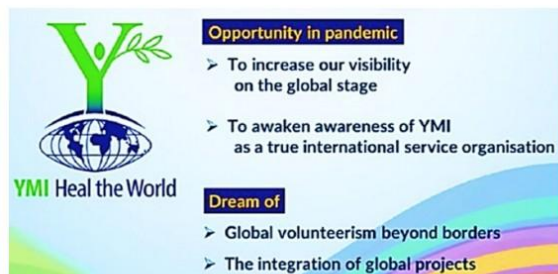 Opportunity in pandemic
➢ To increase our visibility
on the global stage
➢ To awaken awareness of YMI
as a true international service organisation
YMI Heal the World
Dream of
➢ Global volunteerism beyond borders
➢ The integration of global projects